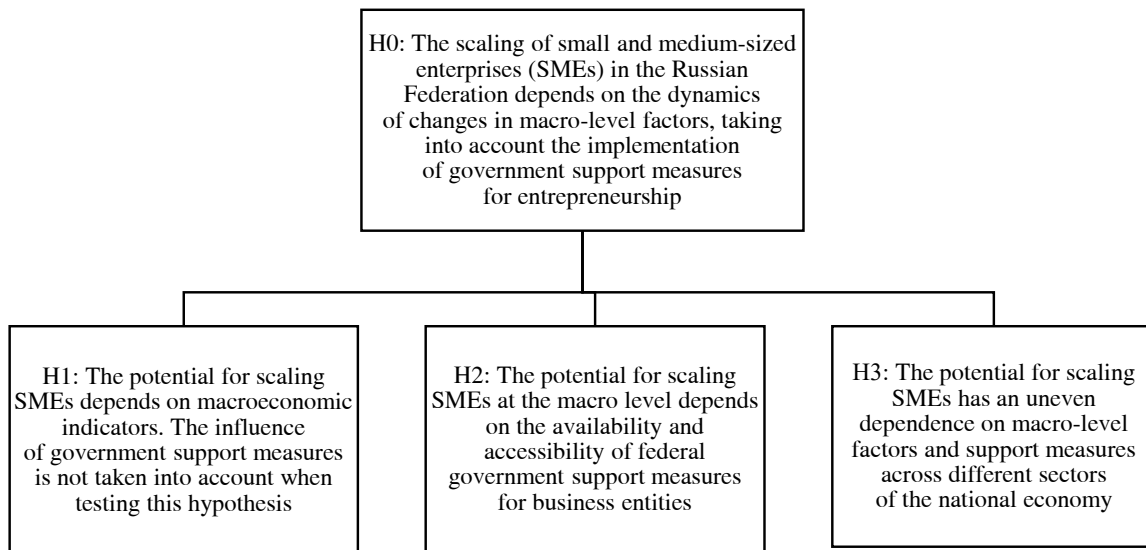 H0: The scaling of small and medium-sized
enterprises (SMEs) in the Russian
Federation depends on the dynamics
of changes in macro-level factors, taking
into account the implementation
of government support measures
for entrepreneurship
H1: The potential for scaling
SMEs depends on macroeconomic
indicators. The influence
of government support measures
is not taken into account when
testing this hypothesis
H2: The potential for scaling
SMEs at the macro level depends
on the availability and
accessibility of federal
government support measures
for business entities
H3: The potential for scaling
SMEs has an uneven
dependence on macro-level
factors and support measures
across different sectors
of the national economy